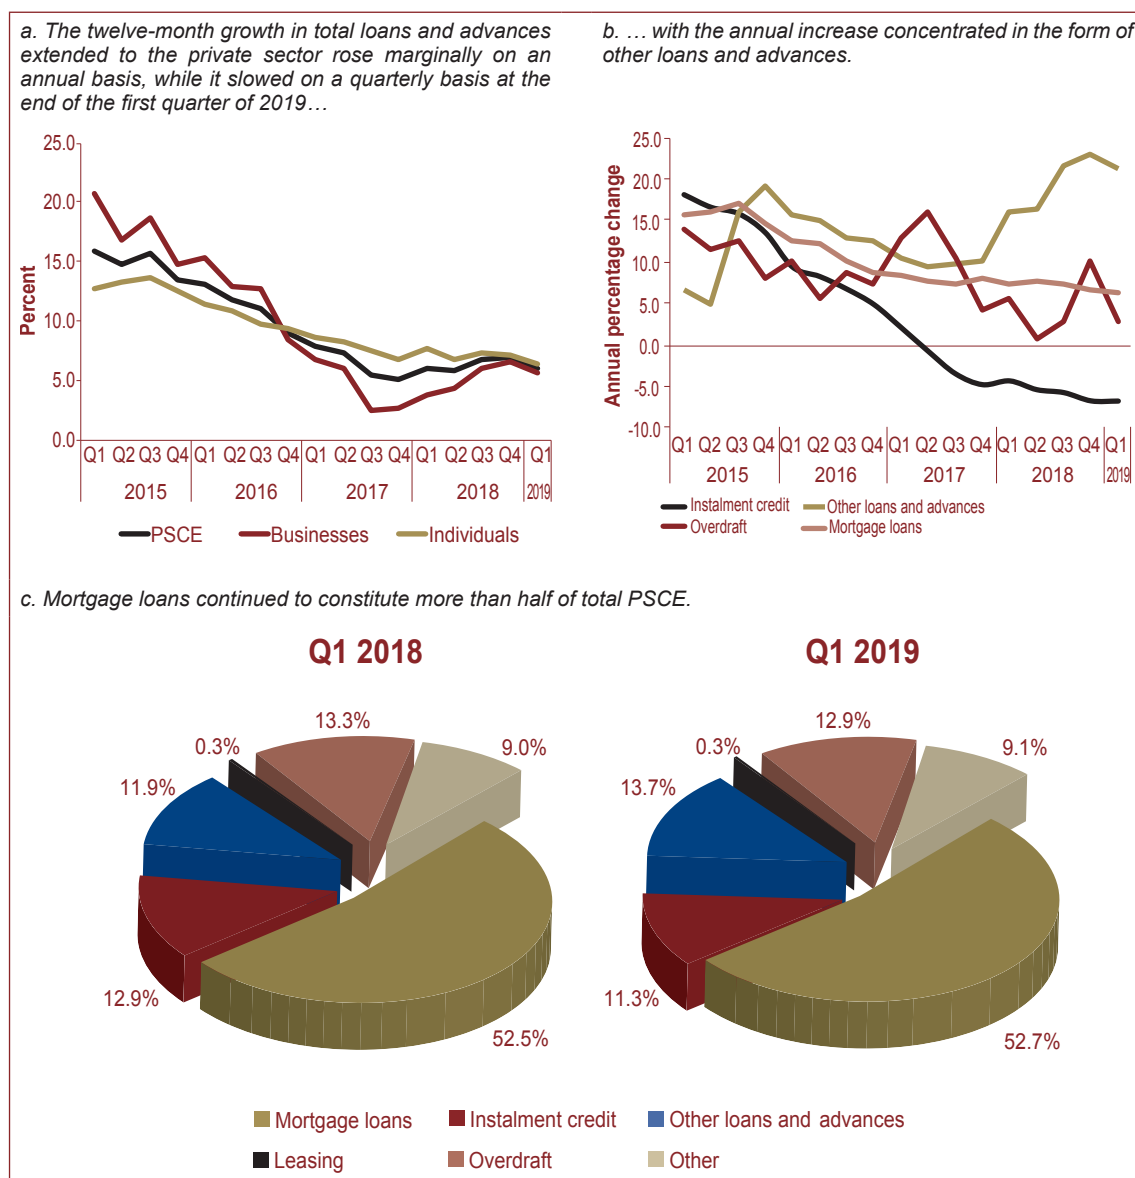 a. The twelve-month growth in total loans and advances
extended to the private sector rose marginally on an
annual basis, while it slowed on a quarterly basis at the
end of the first quarter of 2019…
b. … with the annual increase concentrated in the form of
other loans and advances.
25.0
20.0
15.0
10.0
5.0
0.0
Percent
Q1 Q2 Q3 Q4 Q1 Q2 Q3 Q4 Q1 Q2 Q3 Q4 Q1 Q2 Q3 Q4 Q1
2015 2016 2017 2018 2019
PSCE Businesses Individuals
25.0
20.0
15.0
10.0
5.0
0.0
-5.0
-10.0
Annual percentage change
Q1 Q2 Q3 Q4 Q1 Q2 Q3 Q4 Q1 Q2 Q3 Q4 Q1 Q2 Q3 Q4 Q1
2015 2016 2017 2018 2019
Instalment credit Other loans and advances
Overdraft Mortgage loans
c. Mortgage loans continued to constitute more than half of total PSCE.
Q1 2018
13.3%
0.3%
9.0%
11.9%
12.9%
52.5%
Q1 2019
12.9%
0.3%
9.1%
13.7%
11.3%
52.7%
Mortgage loans Instalment credit Other loans and advances
Leasing Overdraft Other